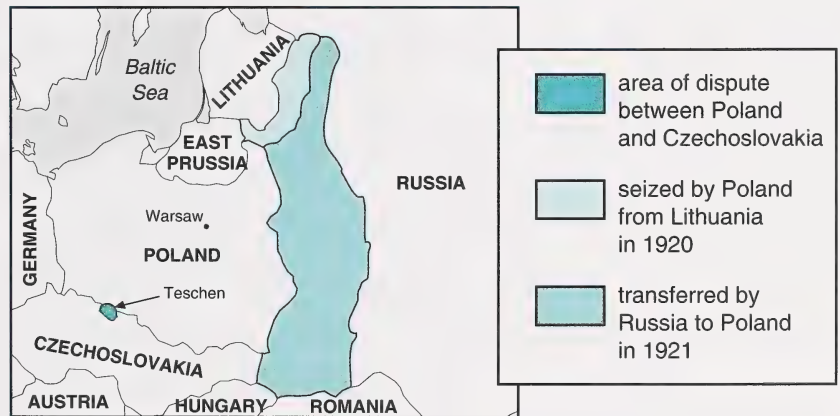 Baltic
Sea
LITHUANIA
EAST
PRUSSIA
RUSSIA
GERMANY
Warsaw
POLAND
Teschen
CZECHOSLOVAKIA
AUSTRIA
HUNGARY
ROMANIA
area of dispute
between Poland
and Czechoslovakia
seized by Poland
from Lithuania
in 1920
transferred by
Russia to Poland
in 1921